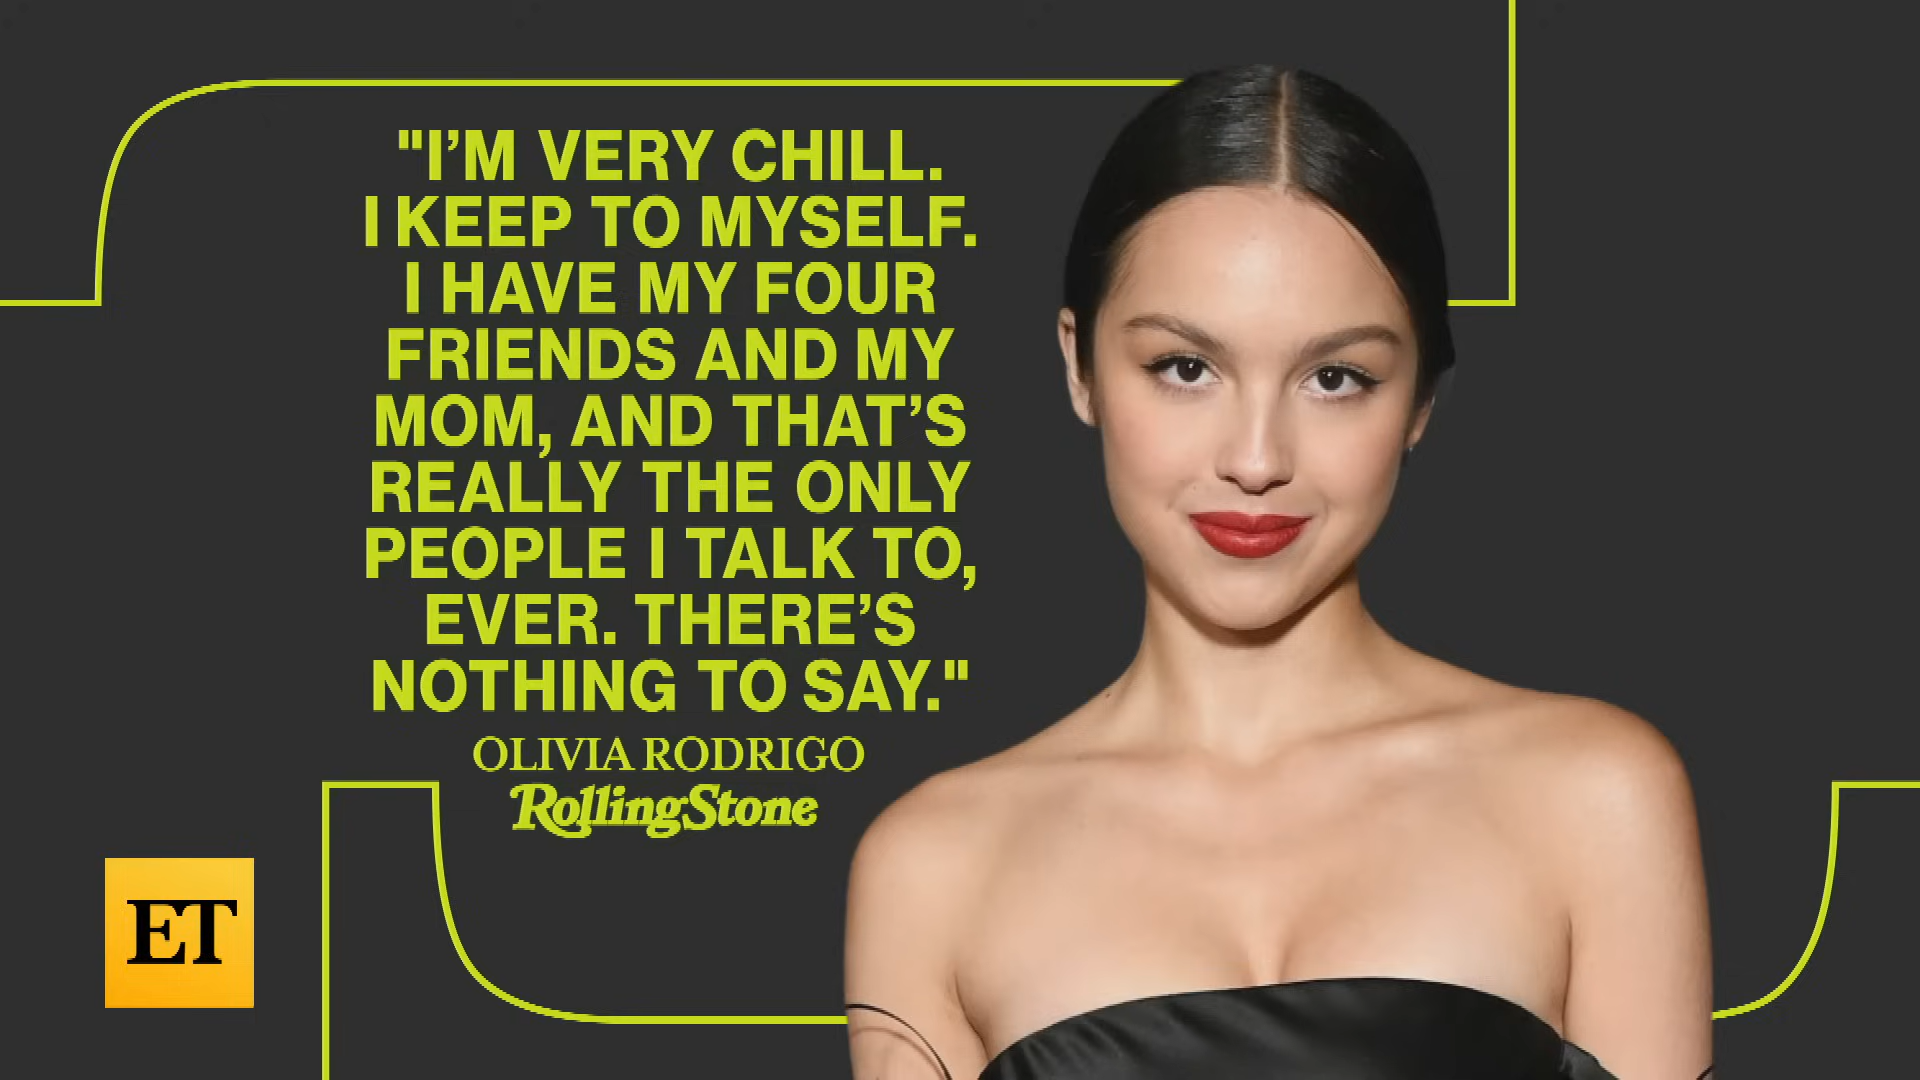 "I’M VERY CHILL.
I KEEP TO MYSELF.
I HAVE MY FOUR
FRIENDS AND MY
MOM, AND THAT’S
REALLY THE ONLY
PEOPLE I TALK TO,
EVER. THERE’S
NOTHING TO SAY."
OLIVIA RODRIGO
RollingStone
ET